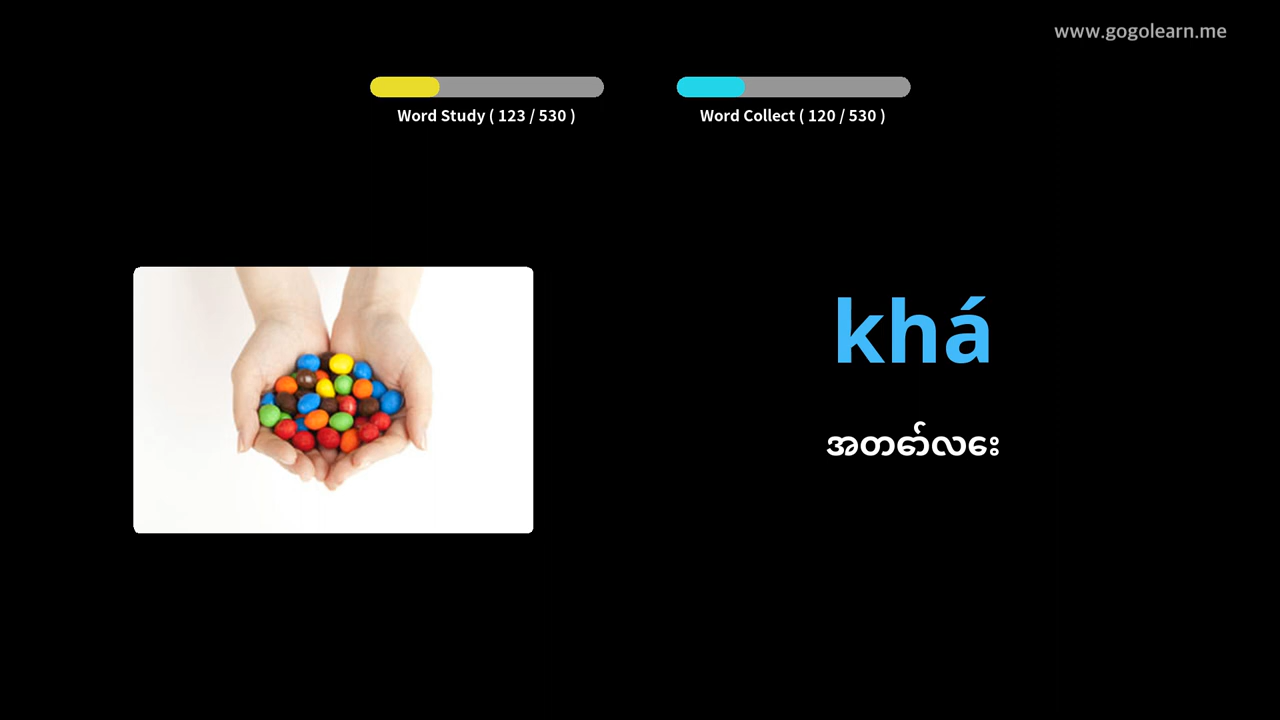 www.gogolearn.me
Word Study ( 123 / 530 )
Word Collect ( 120 / 530 )
khá
အတော်လေး